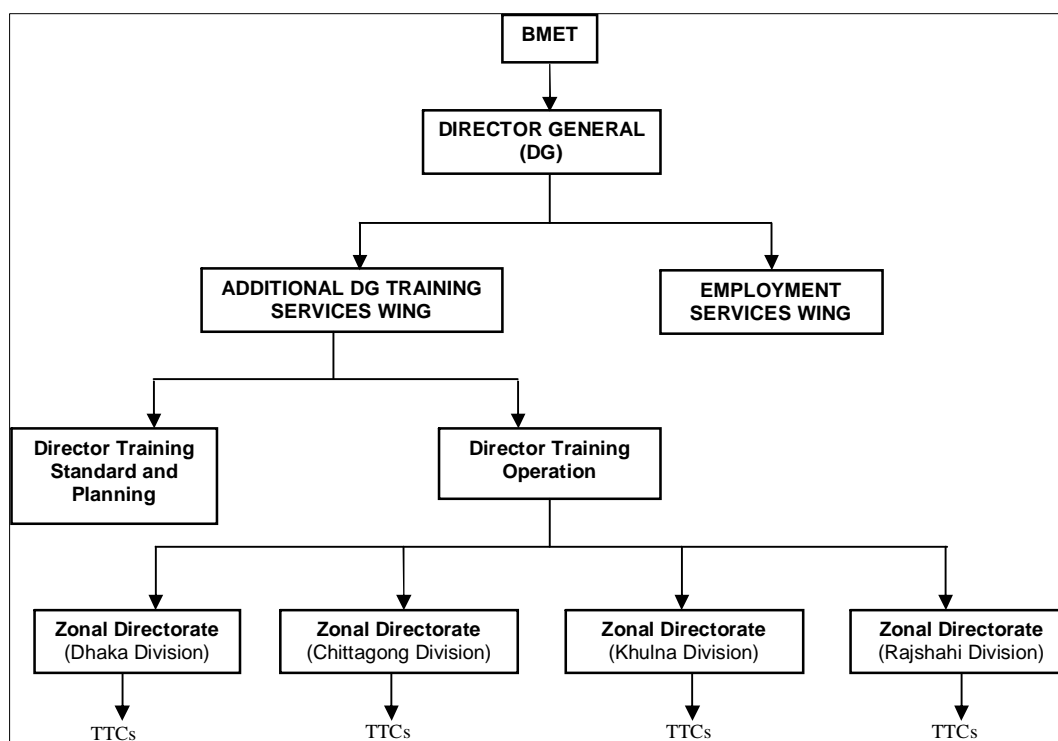 BMET
DIRECTOR GENERAL
(DG)
ADDITIONAL DG TRAINING
SERVICES WING
EMPLOYMENT
SERVICES WING
Director Training
Standard and
Planning
Director Training
Operation
Zonal Directorate
(Dhaka Division)
Zonal Directorate
(Chittagong Division)
Zonal Directorate
(Khulna Division)
Zonal Directorate
(Rajshahi Division)
TTCs
TTCs
TTCs
TTCs